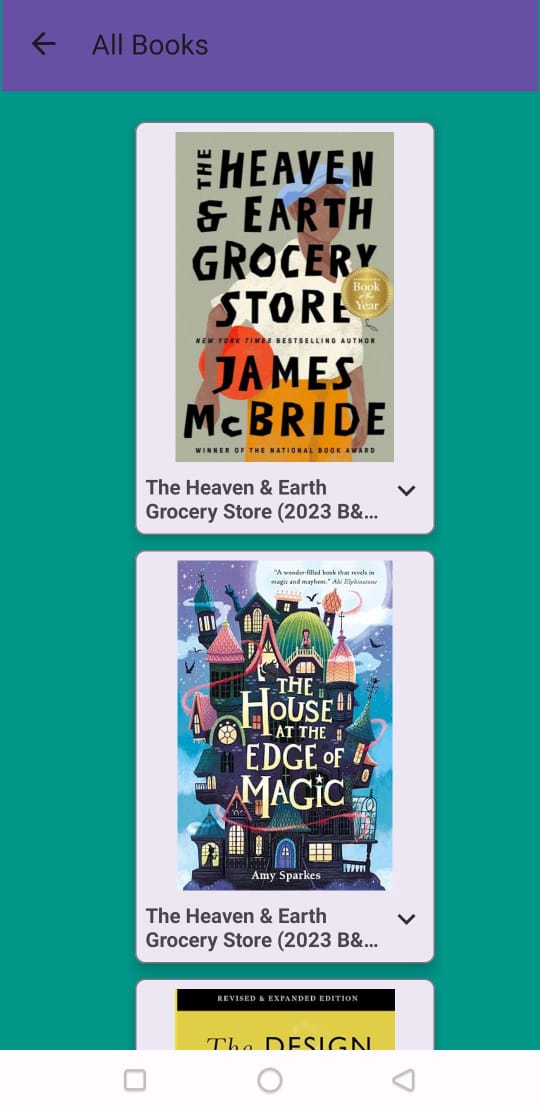 All Books
THE
HEAVEN
& EARTH
GROCERY
STORE
Book
of the
Year
NEW YORK TIMES BESTSELLING AUTHOR
JAMES
McBRIDE
WINNER OF THE NATIONAL BOOK AWARD
The Heaven & Earth
Grocery Store (2023 B&...
"A wonder-filled book that revels in
magic and mayhem." Abi Elphinstone
THE
HOUSE
AT THE
EDGE OF
MAGIC
Amy Sparkes
The Heaven & Earth
Grocery Store (2023 B&...
REVISED & EXPANDED EDITION
The DESIGN